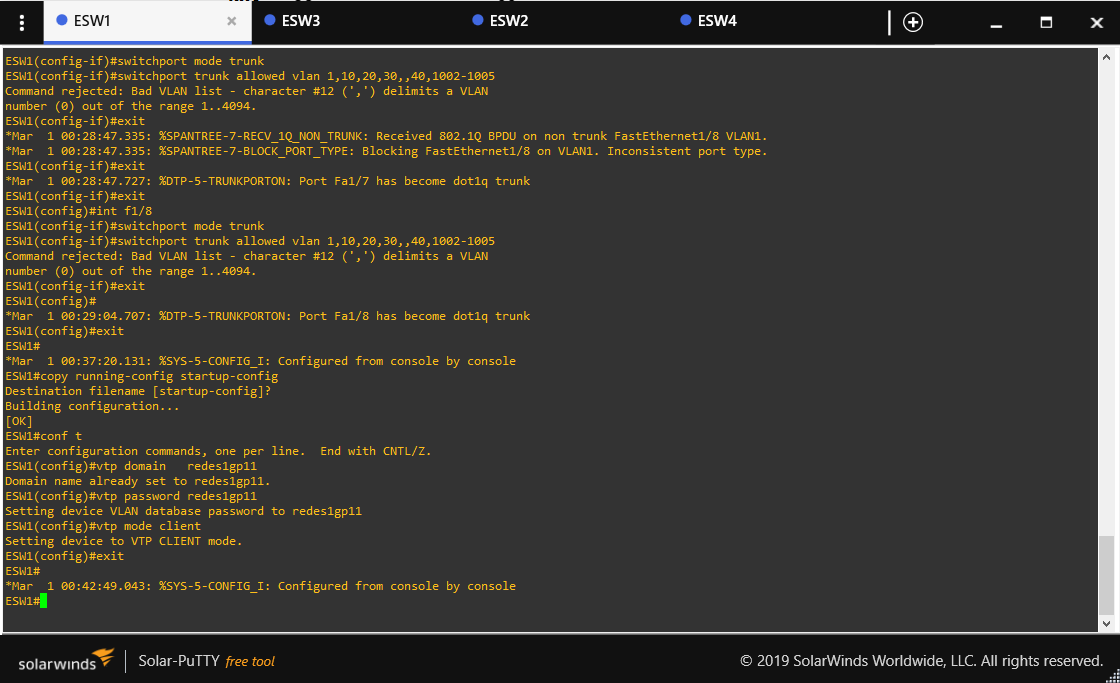 ESW1
ESW3
ESW2
ESW4
ESW1(config-if)#switchport mode trunk
ESW1(config-if)#switchport trunk allowed vlan 1,10,20,30,,40,1002-1005
Command rejected: Bad VLAN list - character #12 (',') delimits a VLAN
number (0) out of the range 1..4094.
ESW1(config-if)#exit
*Mar  1 00:28:47.335: %SPANTREE-7-RECV_1Q_NON_TRUNK: Received 802.1Q BPDU on non trunk FastEthernet1/8 VLAN1.
*Mar  1 00:28:47.335: %SPANTREE-7-BLOCK_PORT_TYPE: Blocking FastEthernet1/8 on VLAN1. Inconsistent port type.
ESW1(config-if)#exit
*Mar  1 00:28:47.727: %DTP-5-TRUNKPORTON: Port Fa1/7 has become dot1q trunk
ESW1(config-if)#exit
ESW1(config)#int f1/8
ESW1(config-if)#switchport mode trunk
ESW1(config-if)#switchport trunk allowed vlan 1,10,20,30,,40,1002-1005
Command rejected: Bad VLAN list - character #12 (',') delimits a VLAN
number (0) out of the range 1..4094.
ESW1(config-if)#exit
ESW1(config)#
*Mar  1 00:29:04.707: %DTP-5-TRUNKPORTON: Port Fa1/8 has become dot1q trunk
ESW1(config)#exit
ESW1#
*Mar  1 00:37:20.131: %SYS-5-CONFIG_I: Configured from console by console
ESW1#copy running-config startup-config
Destination filename [startup-config]?
Building configuration...
[OK]
ESW1#conf t
Enter configuration commands, one per line.  End with CNTL/Z.
ESW1(config)#vtp domain   redes1gp11
Domain name already set to redes1gp11.
ESW1(config)#vtp password redes1gp11
Setting device VLAN database password to redes1gp11
ESW1(config)#vtp mode client
Setting device to VTP CLIENT mode.
ESW1(config)#exit
ESW1#
*Mar  1 00:42:49.043: %SYS-5-CONFIG_I: Configured from console by console
ESW1#
solarwinds
Solar-PuTTY free tool
© 2019 SolarWinds Worldwide, LLC. All rights reserved.